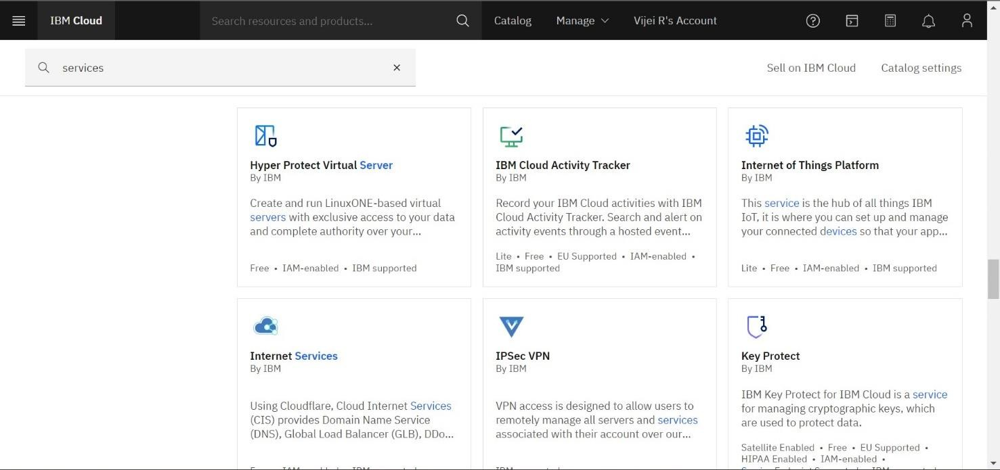 IBM Cloud
Search resources and products...
Catalog
Manage
Vijei R's Account
services
Sell on IBM Cloud
Catalog settings
Hyper Protect Virtual Server
By IBM
Create and run LinuxONE-based virtual
servers with exclusive access to your data
and complete authority over your...
Free • IAM-enabled • IBM supported
IBM Cloud Activity Tracker
By IBM
Record your IBM Cloud activities with IBM
Cloud Activity Tracker. Search and alert on
activity events through a hosted event...
Lite • Free • EU Supported • IAM-enabled •
IBM supported
Internet of Things Platform
By IBM
This service is the hub of all things IBM
IoT, it is where you can set up and manage
your connected devices so that your app...
Lite • Free • IAM-enabled • IBM supported
Internet Services
By IBM
Using Cloudflare, Cloud Internet Services
(CIS) provides Domain Name Service
(DNS), Global Load Balancer (GLB), DDo...
IPSec VPN
By IBM
VPN access is designed to allow users to
remotely manage all servers and services
associated with their account over our...
Key Protect
By IBM
IBM Key Protect for IBM Cloud is a service
for managing cryptographic keys, which
are used to protect data.
Satellite Enabled • Free • EU Supported •
HIPAA Enabled • IAM-enabled •